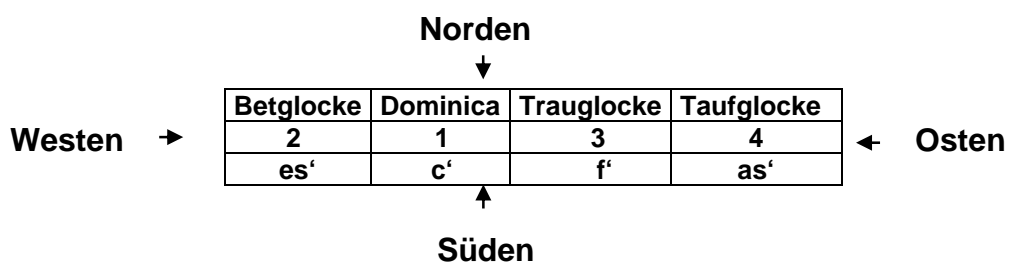 Norden
Betglocke Dominica Trauglocke Taufglocke
Westen 2 1 3 4 Osten
es‘ c‘ f‘ as‘
Süden